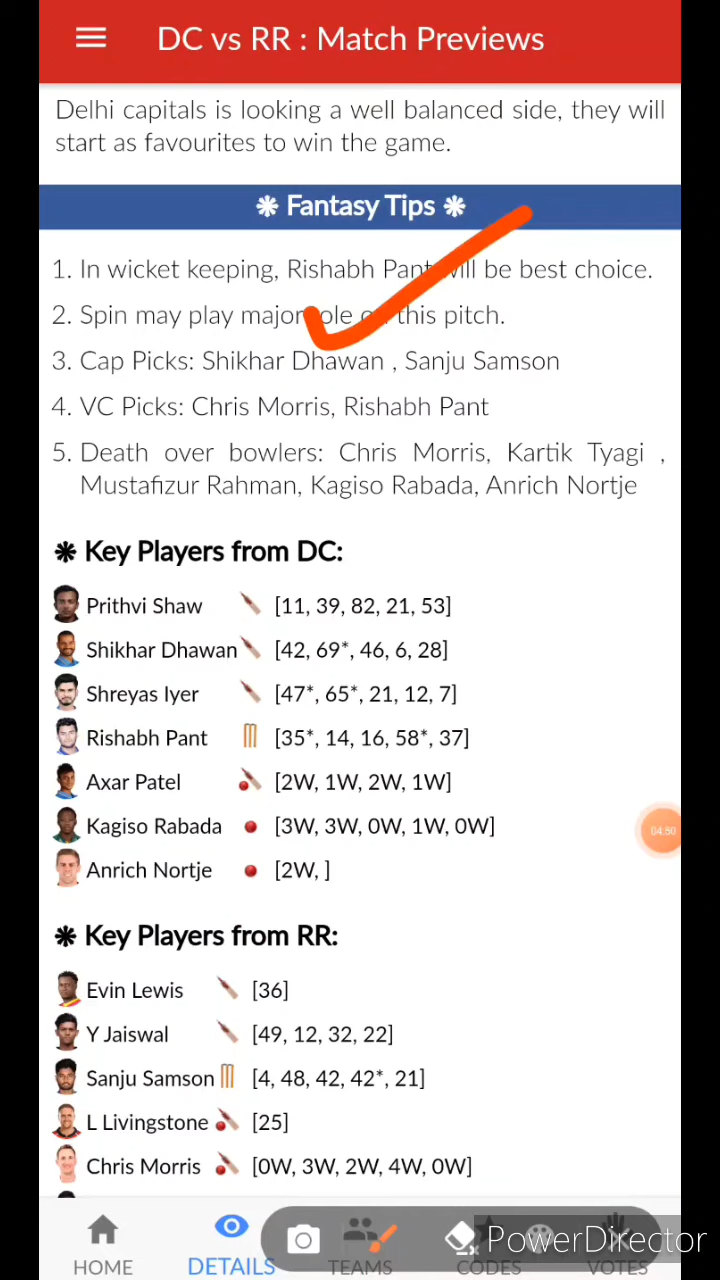 DC vs RR : Match Previews
Delhi capitals is looking a well balanced side, they will
start as favourites to win the game.
Fantasy Tips
1. In wicket keeping, Rishabh Pant will be best choice.
2. Spin may play major role on this pitch.
3. Cap Picks: Shikhar Dhawan , Sanju Samson
4. VC Picks: Chris Morris, Rishabh Pant
5. Death over bowlers: Chris Morris, Kartik Tyagi ,
Mustafizur Rahman, Kagiso Rabada, Anrich Nortje
Key Players from DC:
Prithvi Shaw [11, 39, 82, 21, 53]
Shikhar Dhawan [42, 69*, 46, 6, 28]
Shreyas Iyer [47*, 65*, 21, 12, 7]
Rishabh Pant [35*, 14, 16, 58*, 37]
Axar Patel [2W, 1W, 2W, 1W]
Kagiso Rabada [3W, 3W, 0W, 1W, 0W]
04:50
Anrich Nortje [2W, ]
Key Players from RR:
Evin Lewis [36]
Y Jaiswal [49, 12, 32, 22]
Sanju Samson [4, 48, 42, 42*, 21]
L Livingstone [25]
Chris Morris [0W, 3W, 2W, 4W, 0W]
PowerDirector
HOME DETAILS TEAMS CODES VOTES